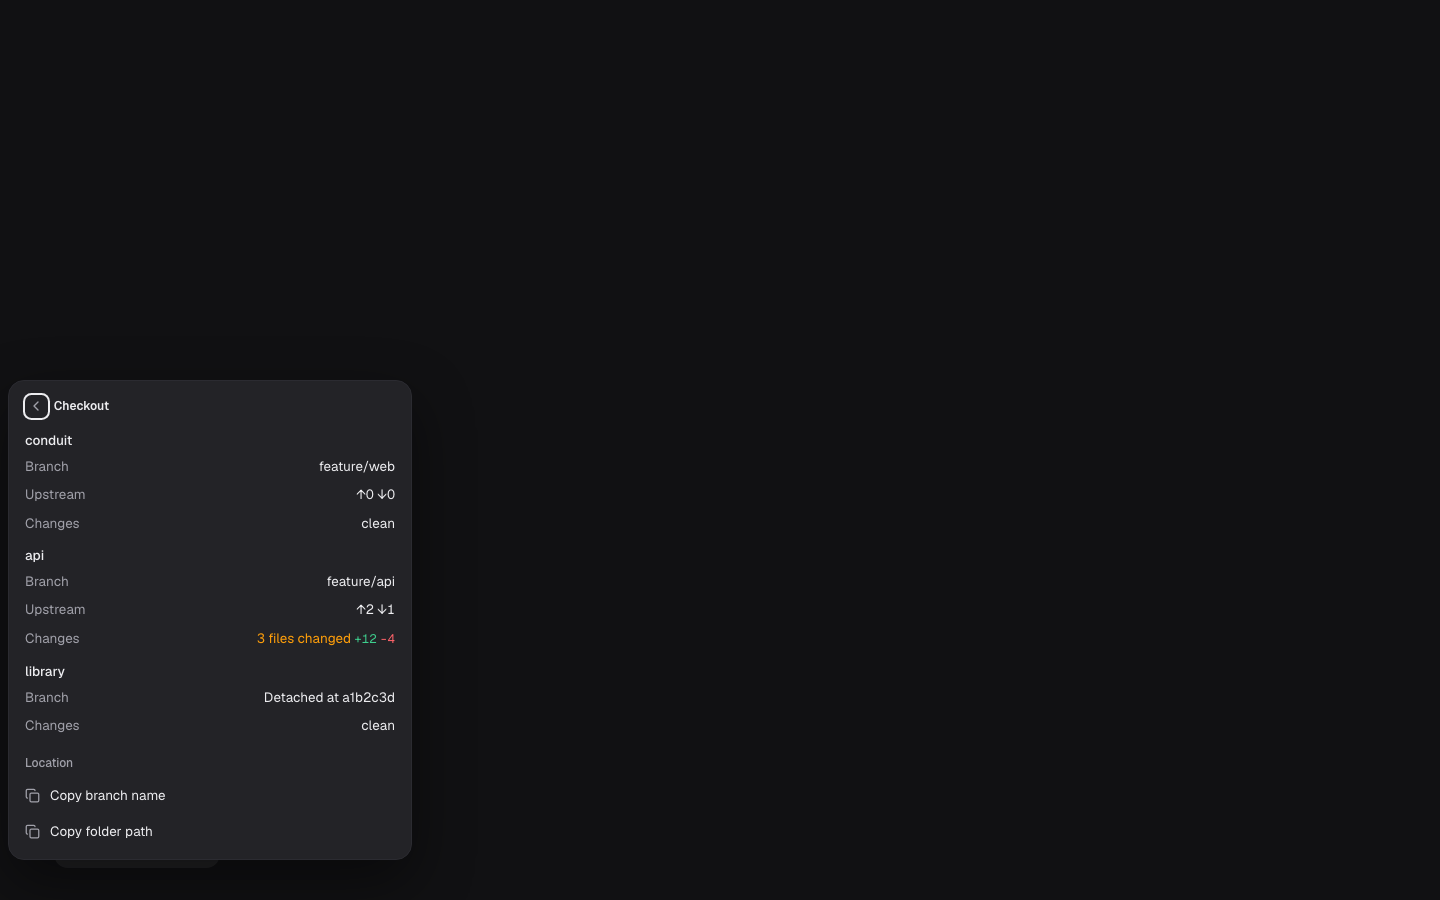 Checkout
conduit
Branch feature/web
Upstream ↑0 ↓0
Changes clean
api
Branch feature/api
Upstream ↑2 ↓1
Changes 3 files changed +12 -4
library
Branch Detached at a1b2c3d
Changes clean
Location
Copy branch name
Copy folder path